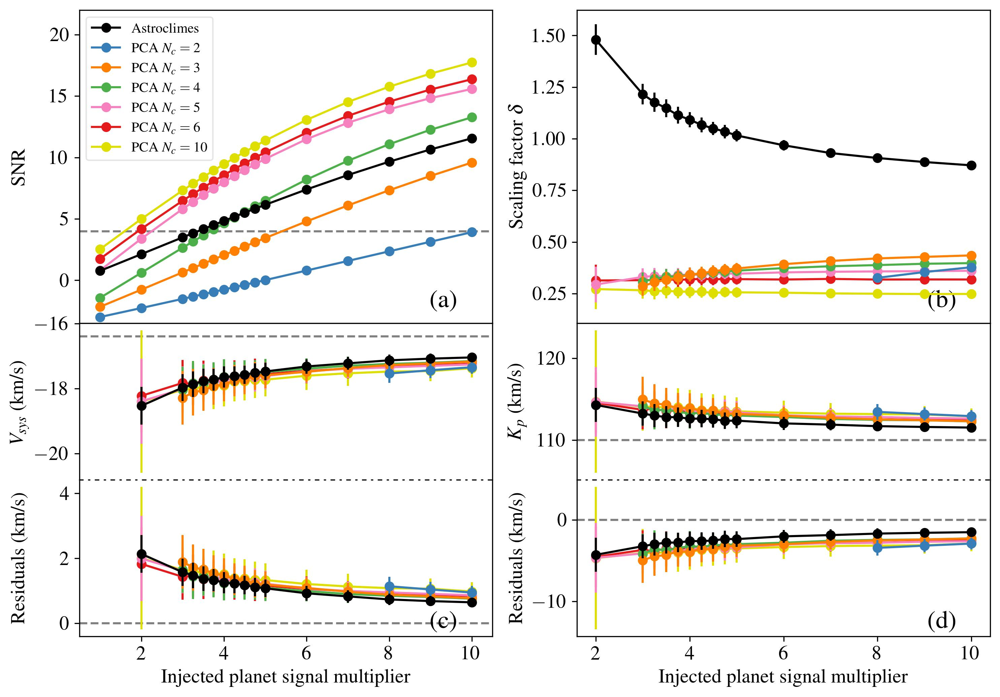 SNR
20
15
10
5
0
Astroclimes
PCA N_c = 2
PCA N_c = 3
PCA N_c = 4
PCA N_c = 5
PCA N_c = 6
PCA N_c = 10
(a)
Scaling factor δ
1.50
1.25
1.00
0.75
0.50
0.25
(b)
V_sys (km/s)
−16
−18
−20
Residuals (km/s)
4
2
0
(c)
2
4
6
8
10
Injected planet signal multiplier
K_p (km/s)
120
110
Residuals (km/s)
0
−10
(d)
2
4
6
8
10
Injected planet signal multiplier